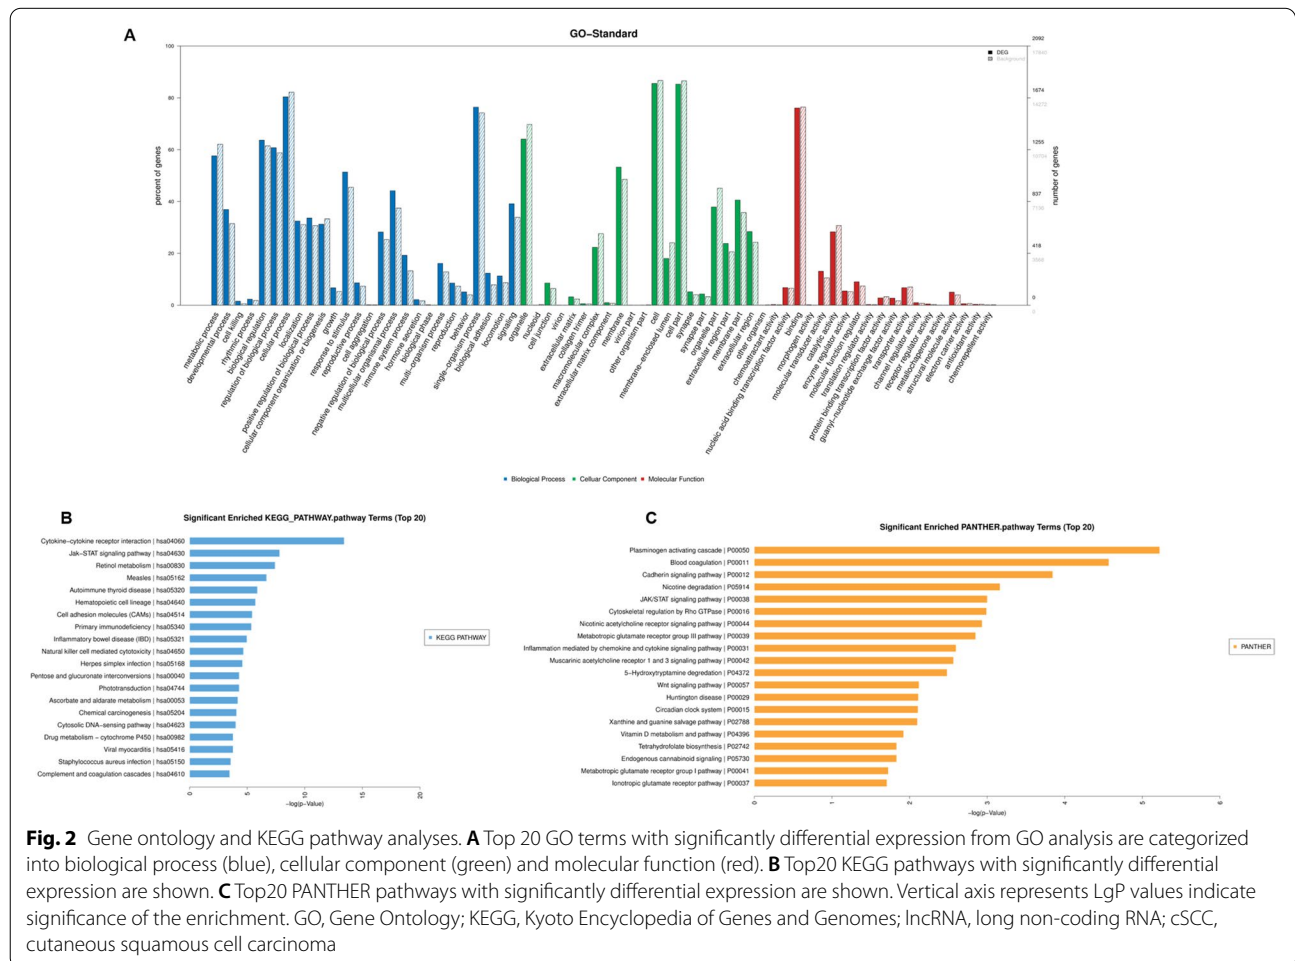 A
GO-Standard
percent of genes
number of genes
100
80
60
40
20
0
2092
17840
1674
14272
1255
10704
837
7136
418
3568
0
0
DEG
Background
metabolic process
developmental process
cell killing
rhythmic process
biological regulation
regulation of biological process
cellular process
localization
positive regulation of biological process
cellular component organization or biogenesis
growth
response to stimulus
reproductive process
cell aggregation
negative regulation of biological process
multicellular organismal process
immune system process
hormone secretion
biological phase
multi-organism process
reproduction
behavior
single-organism process
biological adhesion
locomotion
signaling
organelle
nucleoid
cell junction
virion
extracellular matrix
collagen trimer
macromolecular complex
extracellular matrix component
membrane
virion part
other organism part
cell
membrane-enclosed lumen
cell part
synapse
synapse part
organelle part
extracellular region part
membrane part
extracellular region
other organism
chemoattractant activity
nucleic acid binding transcription factor activity
binding
morphogen activity
molecular transducer activity
catalytic activity
enzyme regulator activity
molecular function regulator
translation regulator activity
protein binding transcription factor activity
guanyl-nucleotide exchange factor activity
transporter activity
channel regulator activity
receptor regulator activity
metallochaperone activity
structural molecule activity
electron carrier activity
antioxidant activity
chemorepellent activity
Biological Process
Celluar Component
Molecular Function
B
Significant Enriched KEGG_PATHWAY.pathway Terms (Top 20)
Cytokine-cytokine receptor interaction | hsa04060
Jak-STAT signaling pathway | hsa04630
Retinol metabolism | hsa00830
Measles | hsa05162
Autoimmune thyroid disease | hsa05320
Hematopoietic cell lineage | hsa04640
Cell adhesion molecules (CAMs) | hsa04514
Primary immunodeficiency | hsa05340
Inflammatory bowel disease (IBD) | hsa05321
Natural killer cell mediated cytotoxicity | hsa04650
Herpes simplex infection | hsa05168
Pentose and glucuronate interconversions | hsa00040
Phototransduction | hsa04744
Ascorbate and aldarate metabolism | hsa00053
Chemical carcinogenesis | hsa05204
Cytosolic DNA-sensing pathway | hsa04623
Drug metabolism - cytochrome P450 | hsa00982
Viral myocarditis | hsa05416
Staphylococcus aureus infection | hsa05150
Complement and coagulation cascades | hsa04610
0
5
10
15
20
-log(p-Value)
KEGG PATHWAY
C
Significant Enriched PANTHER.pathway Terms (Top 20)
Plasminogen activating cascade | P00050
Blood coagulation | P00011
Cadherin signaling pathway | P00012
Nicotine degradation | P05914
JAK/STAT signaling pathway | P00038
Cytoskeletal regulation by Rho GTPase | P00016
Nicotinic acetylcholine receptor signaling pathway | P00044
Metabotropic glutamate receptor group III pathway | P00039
Inflammation mediated by chemokine and cytokine signaling pathway | P00031
Muscarinic acetylcholine receptor 1 and 3 signaling pathway | P00042
5-Hydroxytryptamine degredation | P04372
Wnt signaling pathway | P00057
Huntington disease | P00029
Circadian clock system | P00015
Xanthine and guanine salvage pathway | P02788
Vitamin D metabolism and pathway | P04396
Tetrahydrofolate biosynthesis | P02742
Endogenous cannabinoid signaling | P05730
Metabotropic glutamate receptor group I pathway | P00041
Ionotropic glutamate receptor pathway | P00037
0
1
2
3
4
5
6
-log(p-Value)
PANTHER
Fig. 2 Gene ontology and KEGG pathway analyses. A Top 20 GO terms with significantly differential expression from GO analysis are categorized
into biological process (blue), cellular component (green) and molecular function (red). B Top20 KEGG pathways with significantly differential
expression are shown. C Top20 PANTHER pathways with significantly differential expression are shown. Vertical axis represents LgP values indicate
significance of the enrichment. GO, Gene Ontology; KEGG, Kyoto Encyclopedia of Genes and Genomes; lncRNA, long non-coding RNA; cSCC,
cutaneous squamous cell carcinoma